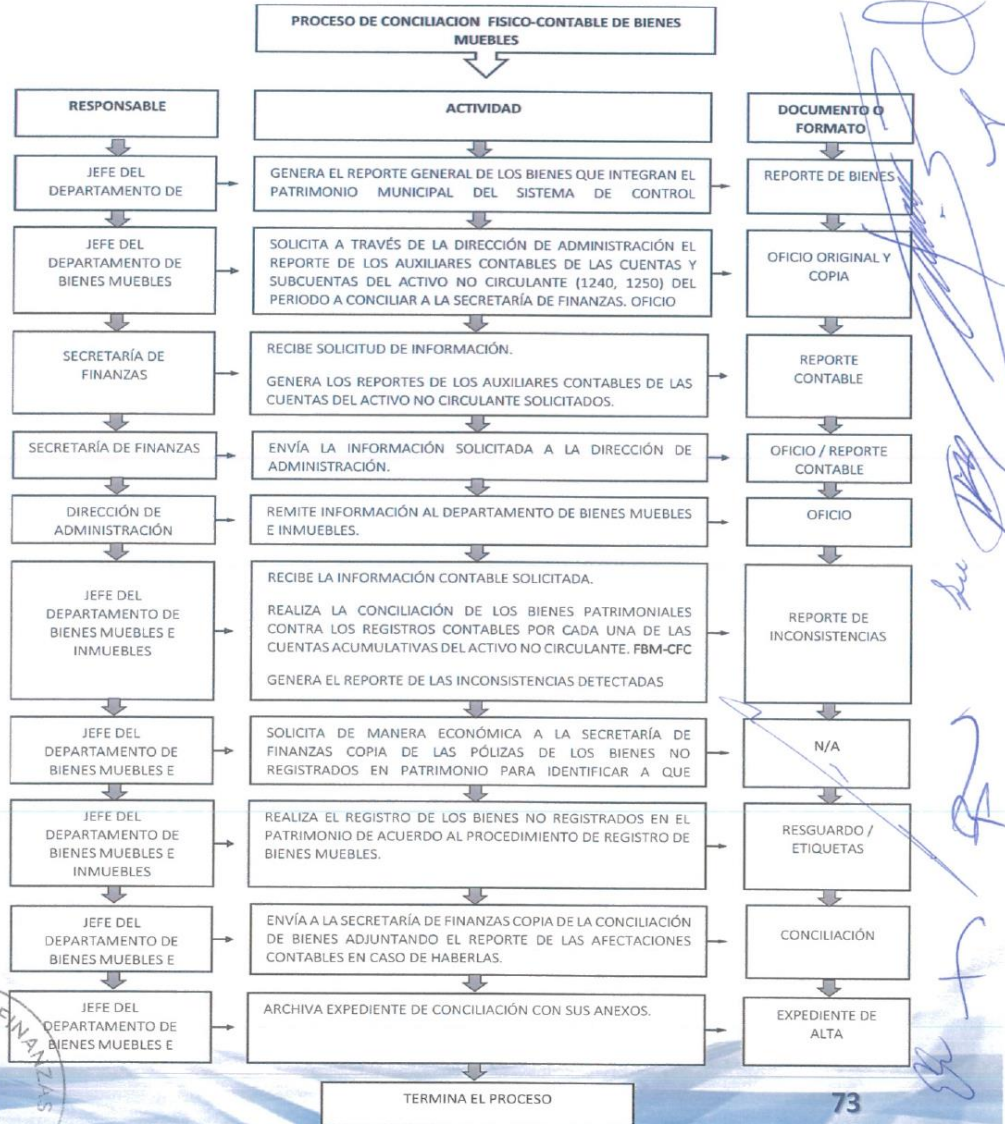 PROCESO DE CONCILIACION FISICO-CONTABLE DE BIENES
MUEBLES
RESPONSABLE
ACTIVIDAD
DOCUMENTO O
FORMATO
JEFE DEL
DEPARTAMENTO DE
GENERA EL REPORTE GENERAL DE LOS BIENES QUE INTEGRAN EL
PATRIMONIO MUNICIPAL DEL SISTEMA DE CONTROL
REPORTE DE BIENES
JEFE DEL
DEPARTAMENTO DE
BIENES MUEBLES
SOLICITA A TRAVÉS DE LA DIRECCIÓN DE ADMINISTRACIÓN EL
REPORTE DE LOS AUXILIARES CONTABLES DE LAS CUENTAS Y
SUBCUENTAS DEL ACTIVO NO CIRCULANTE (1240, 1250) DEL
PERIODO A CONCILIAR A LA SECRETARÍA DE FINANZAS. OFICIO
OFICIO ORIGINAL Y
COPIA
SECRETARÍA DE
FINANZAS
RECIBE SOLICITUD DE INFORMACIÓN.
GENERA LOS REPORTES DE LOS AUXILIARES CONTABLES DE LAS
CUENTAS DEL ACTIVO NO CIRCULANTE SOLICITADOS.
REPORTE
CONTABLE
SECRETARÍA DE FINANZAS
ENVÍA LA INFORMACIÓN SOLICITADA A LA DIRECCIÓN DE
ADMINISTRACIÓN.
OFICIO / REPORTE
CONTABLE
DIRECCIÓN DE
ADMINISTRACIÓN
REMITE INFORMACIÓN AL DEPARTAMENTO DE BIENES MUEBLES
E INMUEBLES.
OFICIO
JEFE DEL
DEPARTAMENTO DE
BIENES MUEBLES E
INMUEBLES
RECIBE LA INFORMACIÓN CONTABLE SOLICITADA.
REALIZA LA CONCILIACIÓN DE LOS BIENES PATRIMONIALES
CONTRA LOS REGISTROS CONTABLES POR CADA UNA DE LAS
CUENTAS ACUMULATIVAS DEL ACTIVO NO CIRCULANTE. FBM-CFC
GENERA EL REPORTE DE LAS INCONSISTENCIAS DETECTADAS
REPORTE DE
INCONSISTENCIAS
JEFE DEL
DEPARTAMENTO DE
BIENES MUEBLES E
SOLICITA DE MANERA ECONÓMICA A LA SECRETARÍA DE
FINANZAS COPIA DE LAS PÓLIZAS DE LOS BIENES NO
REGISTRADOS EN PATRIMONIO PARA IDENTIFICAR A QUE
N/A
JEFE DEL
DEPARTAMENTO DE
BIENES MUEBLES E
INMUEBLES
REALIZA EL REGISTRO DE LOS BIENES NO REGISTRADOS EN EL
PATRIMONIO DE ACUERDO AL PROCEDIMIENTO DE REGISTRO DE
BIENES MUEBLES.
RESGUARDO /
ETIQUETAS
JEFE DEL
DEPARTAMENTO DE
BIENES MUEBLES E
ENVÍA A LA SECRETARÍA DE FINANZAS COPIA DE LA CONCILIACIÓN
DE BIENES ADJUNTANDO EL REPORTE DE LAS AFECTACIONES
CONTABLES EN CASO DE HABERLAS.
CONCILIACIÓN
JEFE DEL
DEPARTAMENTO DE
BIENES MUEBLES E
ARCHIVA EXPEDIENTE DE CONCILIACIÓN CON SUS ANEXOS.
EXPEDIENTE DE
ALTA
FINANZAS
TERMINA EL PROCESO
73